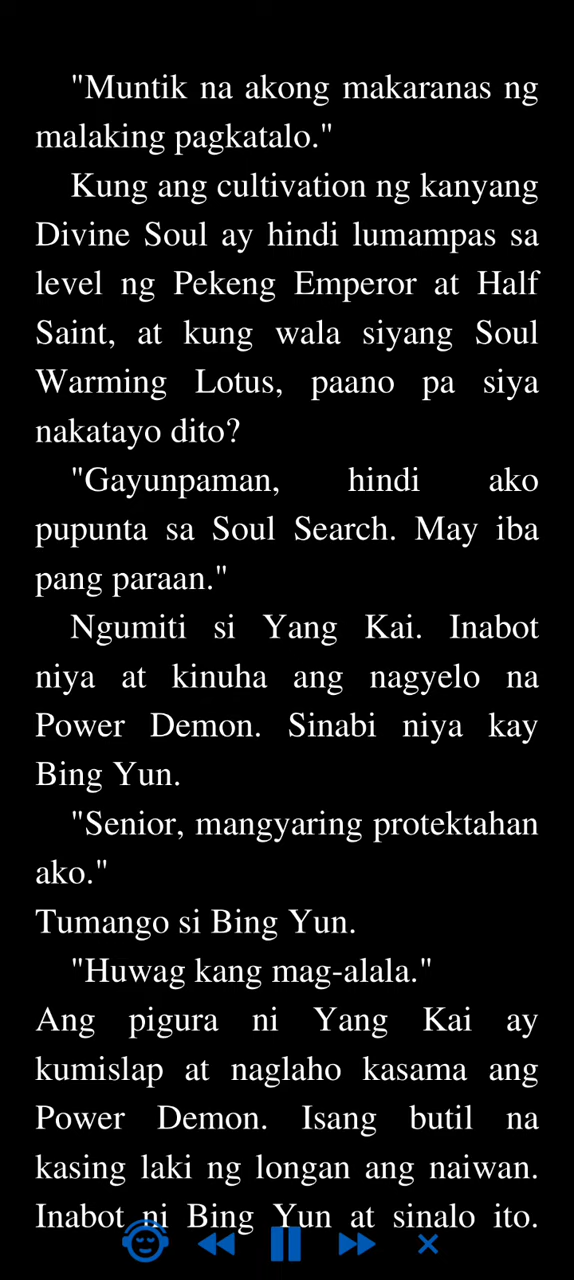 "Muntik na akong makaranas ng
malaking pagkatalo."
Kung ang cultivation ng kanyang
Divine Soul ay hindi lumampas sa
level ng Pekeng Emperor at Half
Saint, at kung wala siyang Soul
Warming Lotus, paano pa siya
nakatayo dito?
"Gayunpaman, hindi ako
pupunta sa Soul Search. May iba
pang paraan."
Ngumiti si Yang Kai. Inabot
niya at kinuha ang nagyelo na
Power Demon. Sinabi niya kay
Bing Yun.
"Senior, mangyaring protektahan
ako."
Tumango si Bing Yun.
"Huwag kang mag-alala."
Ang pigura ni Yang Kai ay
kumislap at naglaho kasama ang
Power Demon. Isang butil na
kasing laki ng longan ang naiwan.
Inabot ni Bing Yun at sinalo ito.